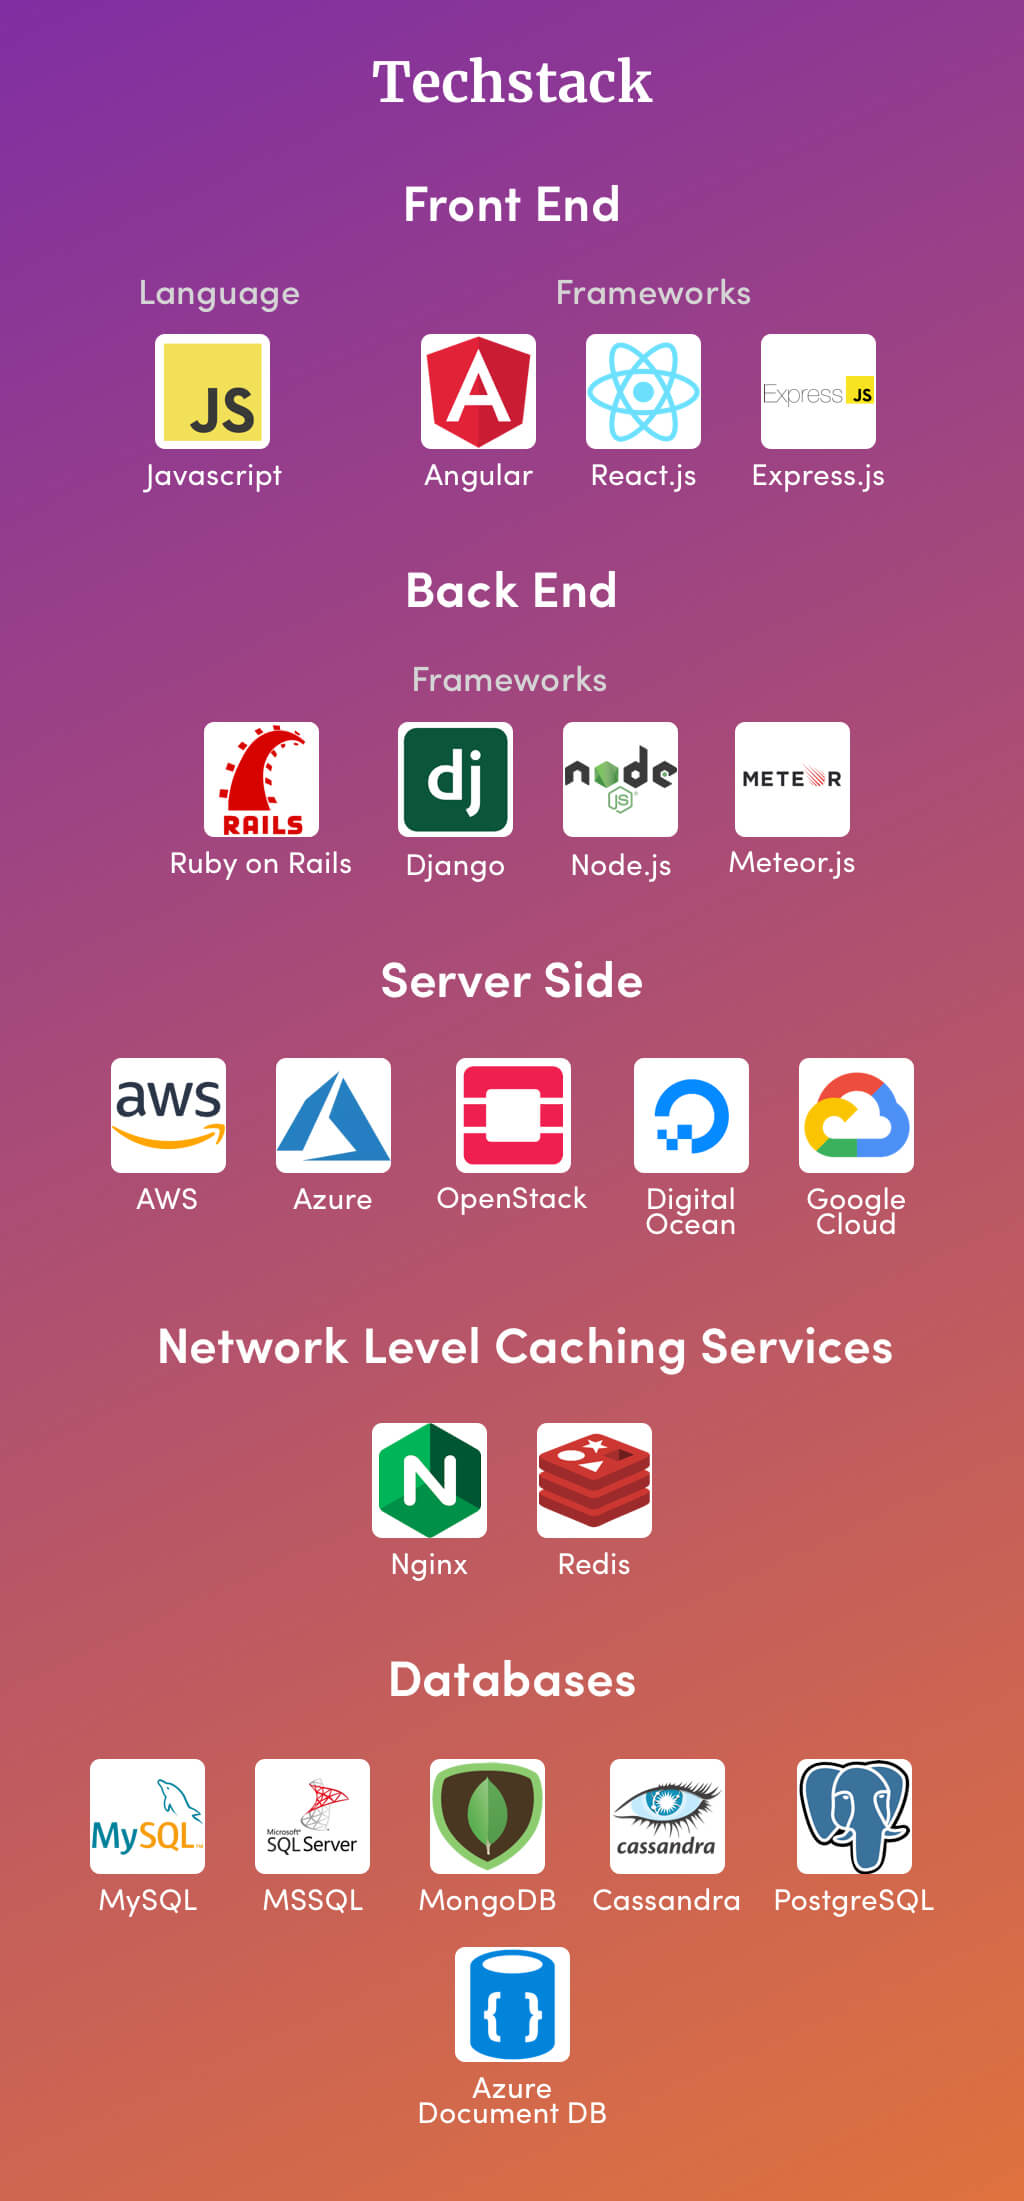 Techstack
Front End
Language
Frameworks
JS
Express JS
Javascript
Angular
React.js
Express.js
Back End
Frameworks
RAILS
dj
node
JS
METEOR
Ruby on Rails
Django
Node.js
Meteor.js
Server Side
aws
AWS
Azure
OpenStack
Digital
Ocean
Google
Cloud
Network Level Caching Services
N
Nginx
Redis
Databases
MySQL™
Microsoft®
SQL Server
cassandra
MySQL
MSSQL
MongoDB
Cassandra
PostgreSQL
{ }
Azure
Document DB